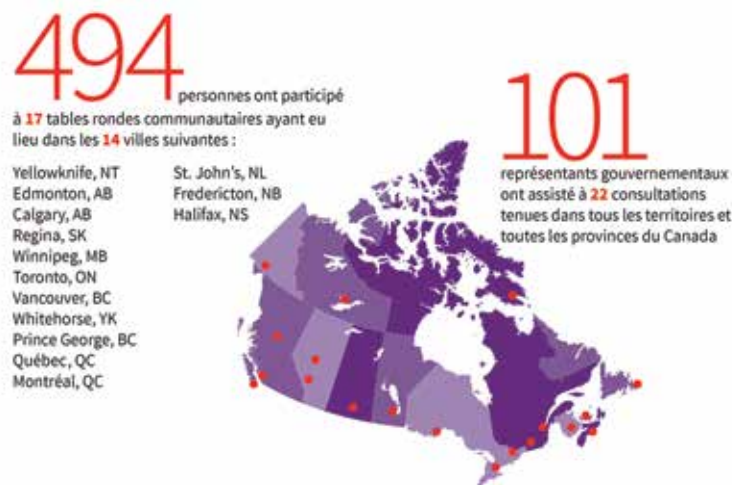 494
personnes ont participé
à 17 tables rondes communautaires ayant eu
lieu dans les 14 villes suivantes :
Yellowknife, NT
Edmonton, AB
Calgary, AB
Regina, SK
Winnipeg, MB
Toronto, ON
Vancouver, BC
Whitehorse, YK
Prince George, BC
Québec, QC
Montréal, QC
St. John's, NL
Fredericton, NB
Halifax, NS
101
représentants gouvernementaux
ont assisté à 22 consultations
tenues dans tous les territoires et
toutes les provinces du Canada